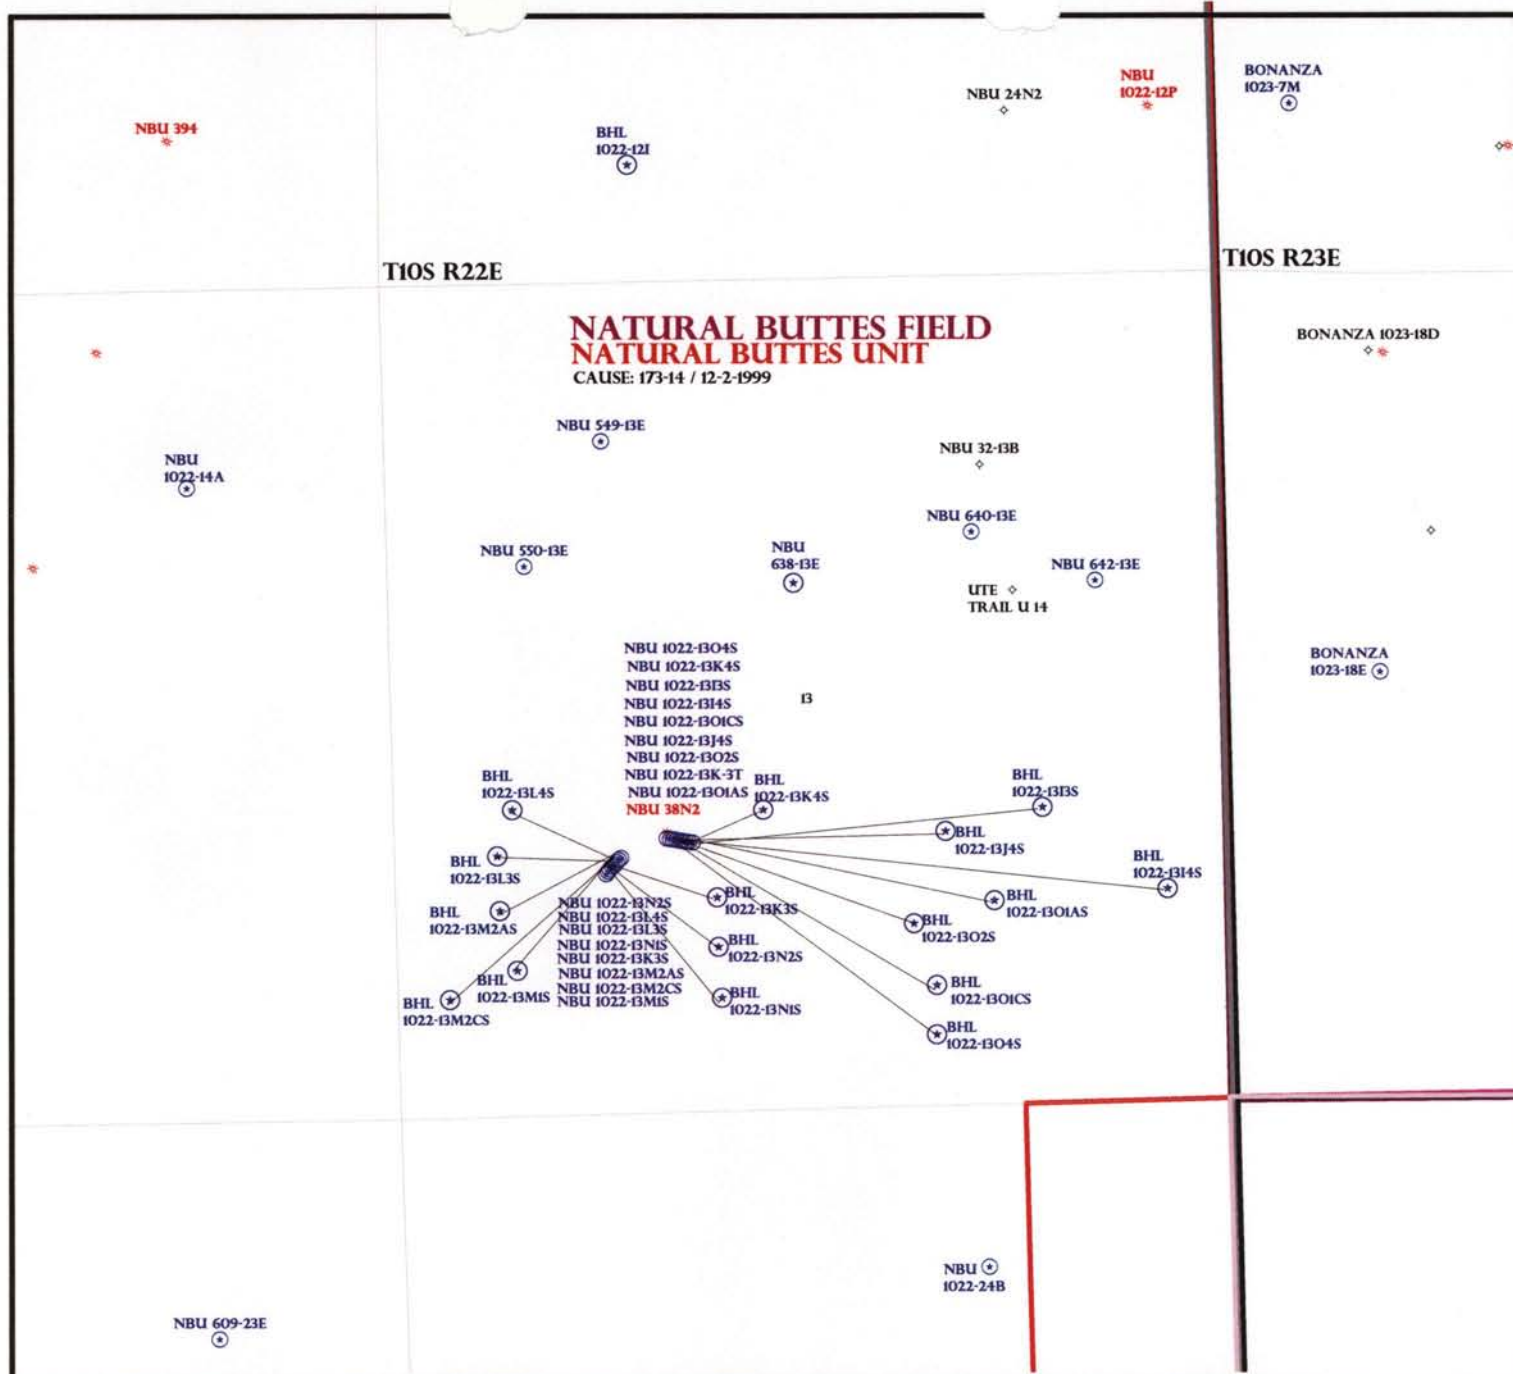 NBU
1022-12P
BONANZA
1023-7M
NBU 24N2
NBU 394
BHL
1022-12I
T10S R22E
T10S R23E
NATURAL BUTTES FIELD
NATURAL BUTTES UNIT
CAUSE: 173-14 / 12-2-1999
BONANZA 1023-18D
NBU 549-13E
NBU 32-13B
NBU
1022-14A
NBU 640-13E
NBU 550-13E
NBU
638-13E
NBU 642-13E
UTE
TRAIL U 14
NBU 1022-13O4S
NBU 1022-13K4S
NBU 1022-13I3S
NBU 1022-13I4S
NBU 1022-13O1CS
NBU 1022-13J4S
NBU 1022-13O2S
NBU 1022-13K-3T
NBU 1022-13O1AS
NBU 38N2
13
BONANZA
1023-18E
BHL
1022-13L4S
BHL
1022-13K4S
BHL
1022-13I3S
BHL
1022-13J4S
BHL
1022-13L3S
BHL
1022-13I4S
BHL
1022-13K3S
BHL
1022-13O1AS
BHL
1022-13M2AS
BHL
1022-13O2S
NBU 1022-13N2S
NBU 1022-13L4S
NBU 1022-13L3S
NBU 1022-13N1S
NBU 1022-13K3S
NBU 1022-13M2AS
NBU 1022-13M2CS
NBU 1022-13M1S
BHL
1022-13N2S
BHL
1022-13M1S
BHL
1022-13O1CS
BHL
1022-13M2CS
BHL
1022-13N1S
BHL
1022-13O4S
NBU
1022-24B
NBU 609-23E